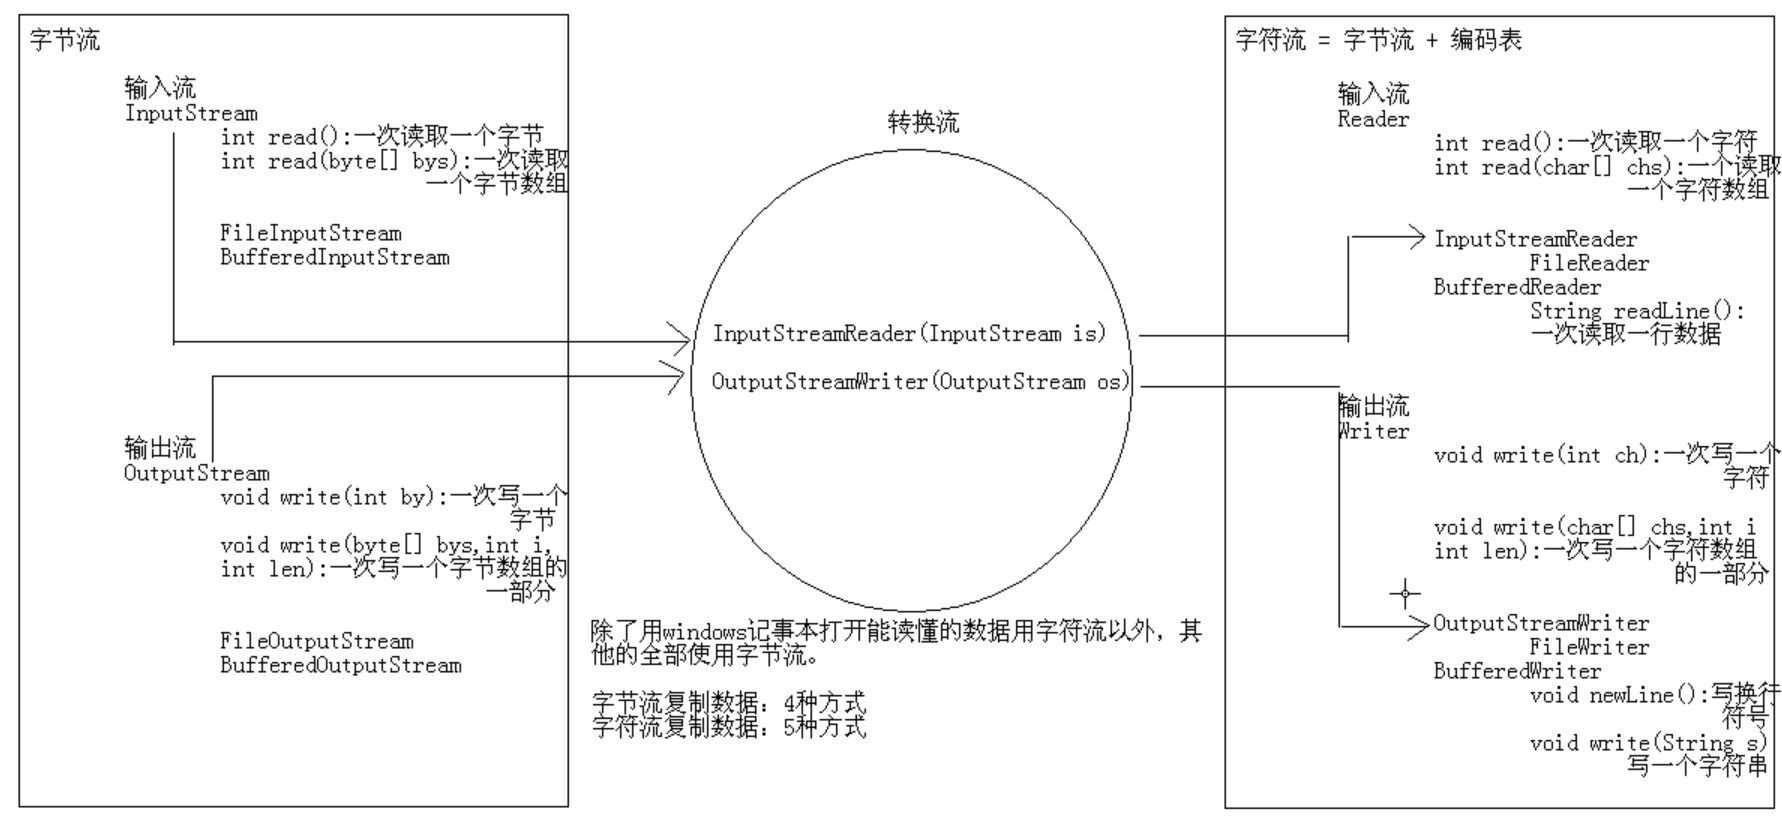 字节流
输入流
InputStream
int read():一次读取一个字节
int read(byte[] bys):一次读取
一个字节数组
FileInputStream
BufferedInputStream
输出流
OutputStream
void write(int by):一次写一个
字节
void write(byte[] bys,int i,
int len):一次写一个字节数组的
一部分
FileOutputStream
BufferedOutputStream
转换流
InputStreamReader(InputStream is)
OutputStreamWriter(OutputStream os)
除了用windows记事本打开能读懂的数据用字符流以外，其
他的全部使用字节流。
字节流复制数据：4种方式
字符流复制数据：5种方式
字符流 = 字节流 + 编码表
输入流
Reader
int read():一次读取一个字符
int read(char[] chs):一个读取
一个字符数组
InputStreamReader
FileReader
BufferedReader
String readLine():
一次读取一行数据
输出流
Writer
void write(int ch):一次写一个
字符
void write(char[] chs,int i
int len):一次写一个字符数组
的一部分
OutputStreamWriter
FileWriter
BufferedWriter
void newLine():写换行
符号
void write(String s)
写一个字符串